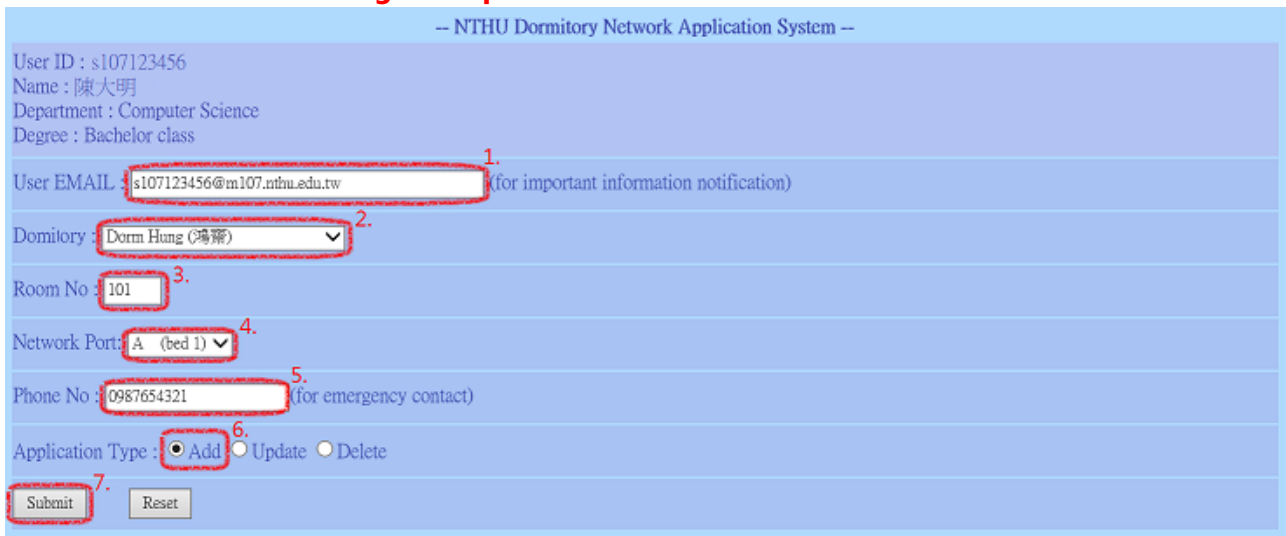 -- NTHU Dormitory Network Application System --
User ID : s107123456
Name : 陳大明
Department : Computer Science
Degree : Bachelor class
1.
User EMAIL : s107123456@m107.nthu.edu.tw (for important information notification)
2.
Domitory : Dorm Hung (鴻齋)
3.
Room No : 101
4.
Network Port: A (bed 1)
5.
Phone No : 0987654321 (for emergency contact)
6.
Application Type : Add Update Delete
7.
Submit Reset